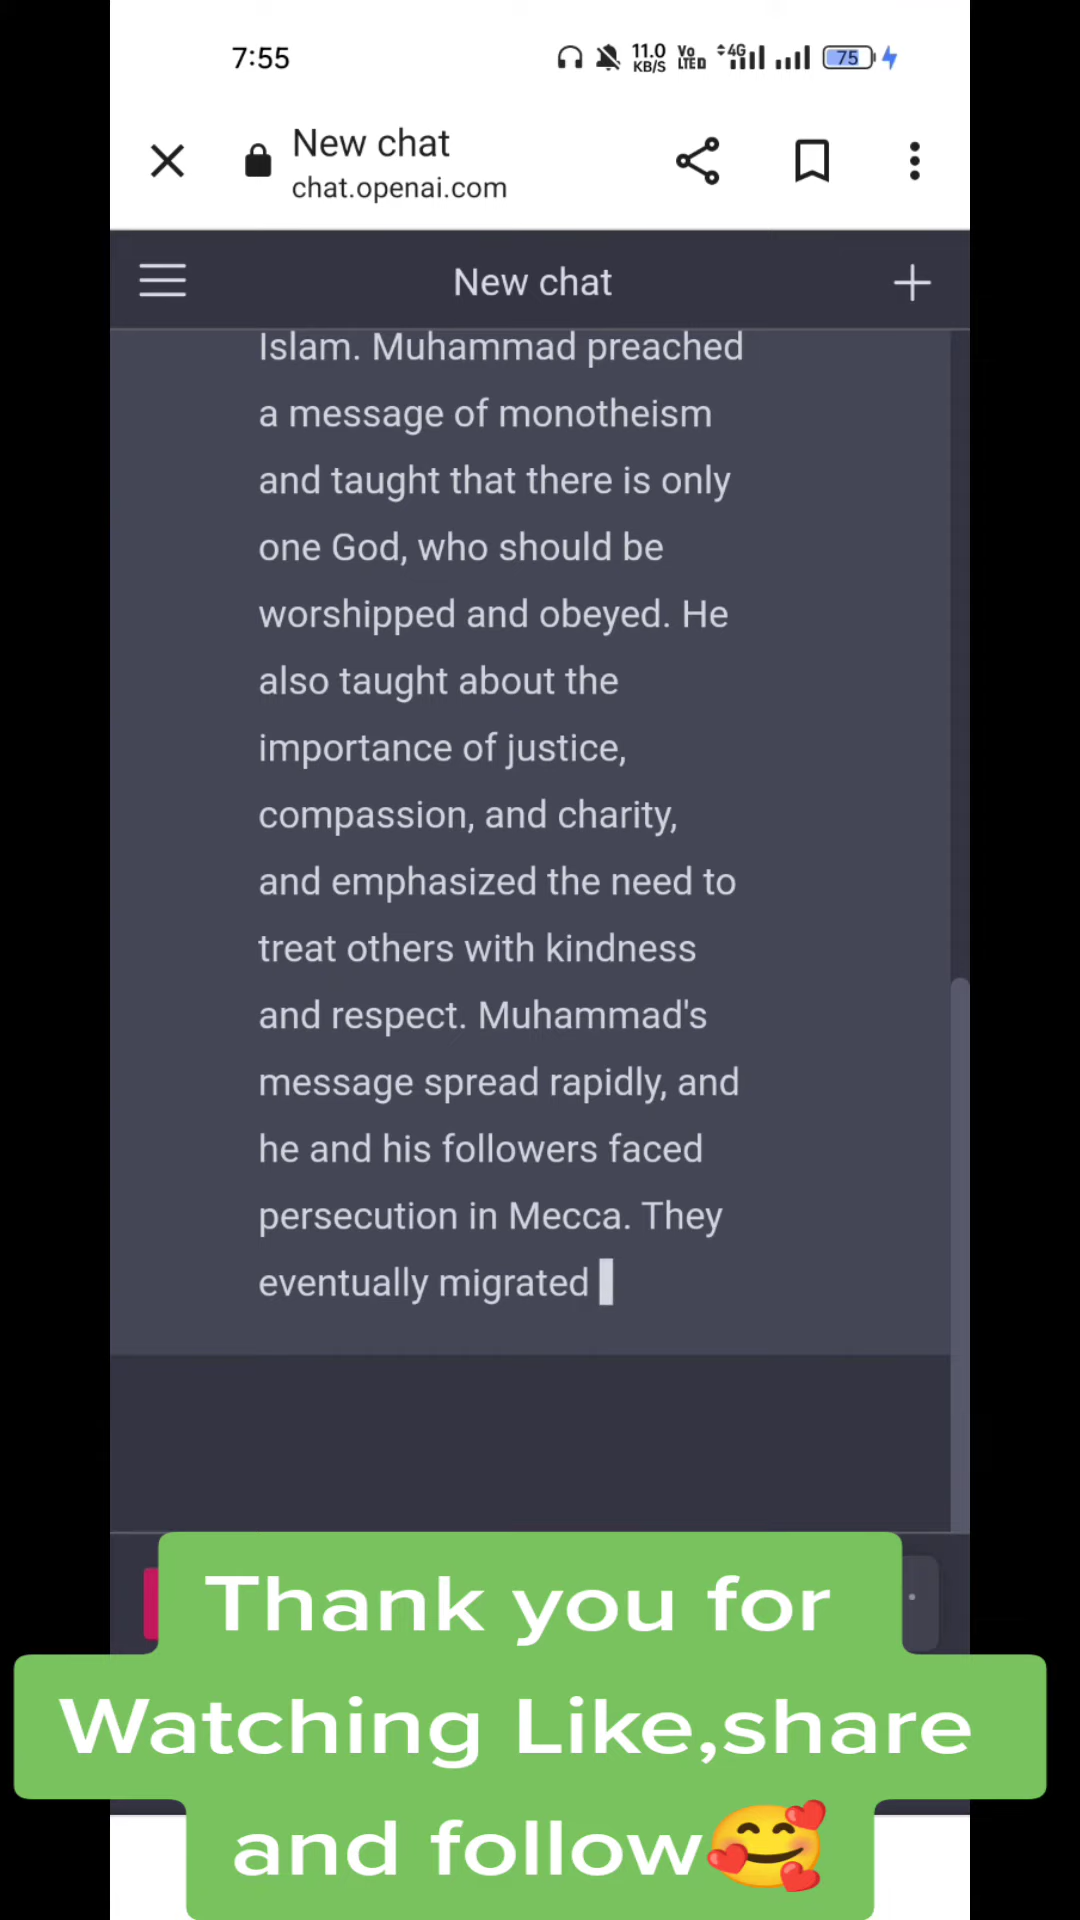 7:55
11.0
KB/S
Vo
LTED
4G
75
New chat
chat.openai.com
New chat
Islam. Muhammad preached
a message of monotheism
and taught that there is only
one God, who should be
worshipped and obeyed. He
also taught about the
importance of justice,
compassion, and charity,
and emphasized the need to
treat others with kindness
and respect. Muhammad's
message spread rapidly, and
he and his followers faced
persecution in Mecca. They
eventually migrated
Thank you for
Watching Like,share
and follow🥰